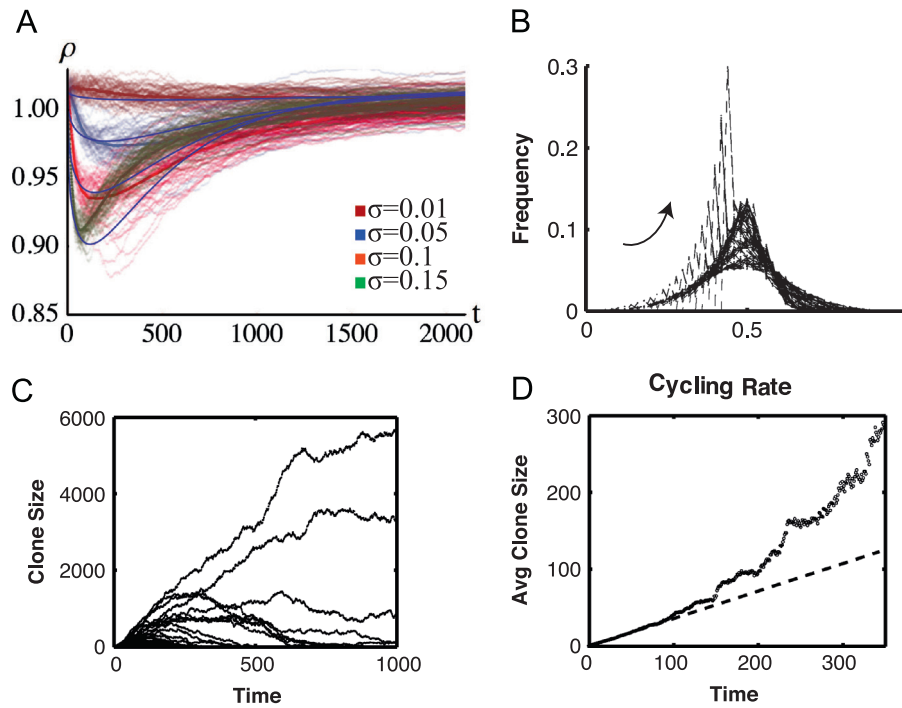 A
ρ
1.00
0.95
0.90
0.85
0
500
1000
1500
2000
t
σ=0.01
σ=0.05
σ=0.1
σ=0.15
B
Frequency
0.3
0.2
0.1
0
0
0.5
Cycling Rate
C
Clone Size
6000
4000
2000
0
0
500
1000
Time
D
Avg Clone Size
300
200
100
0
0
100
200
300
Time